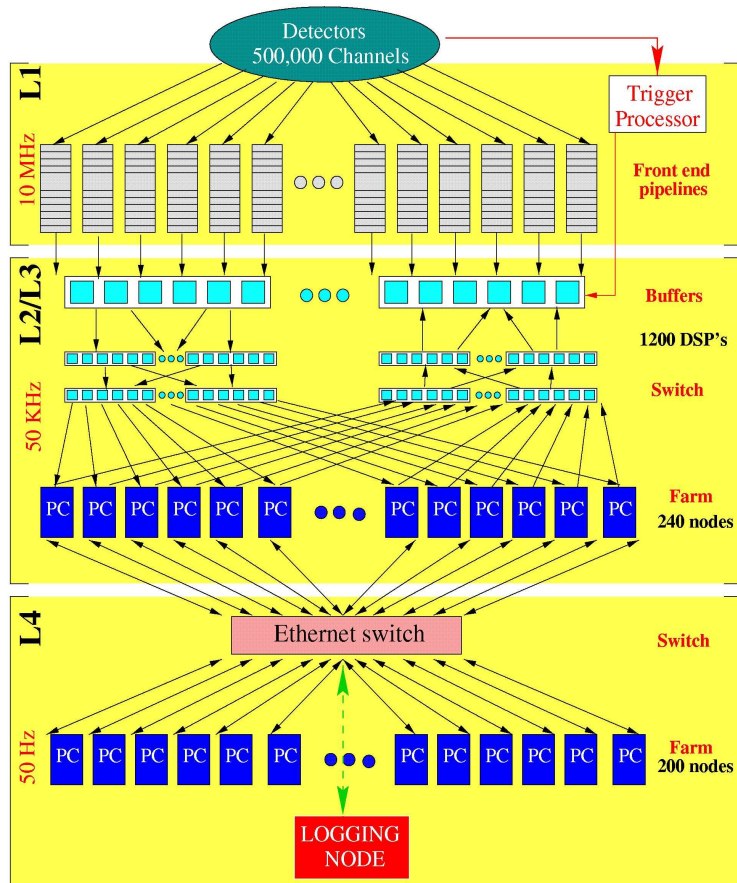 Detectors
500,000 Channels
L1
10 MHz
Trigger
Processor
Front end
pipelines
L2/L3
50 KHz
Buffers
1200 DSP's
Switch
PC PC PC PC PC PC PC PC PC PC PC PC
Farm
240 nodes
L4
50 Hz
Ethernet switch
Switch
PC PC PC PC PC PC PC PC PC PC PC PC
Farm
200 nodes
LOGGING
NODE